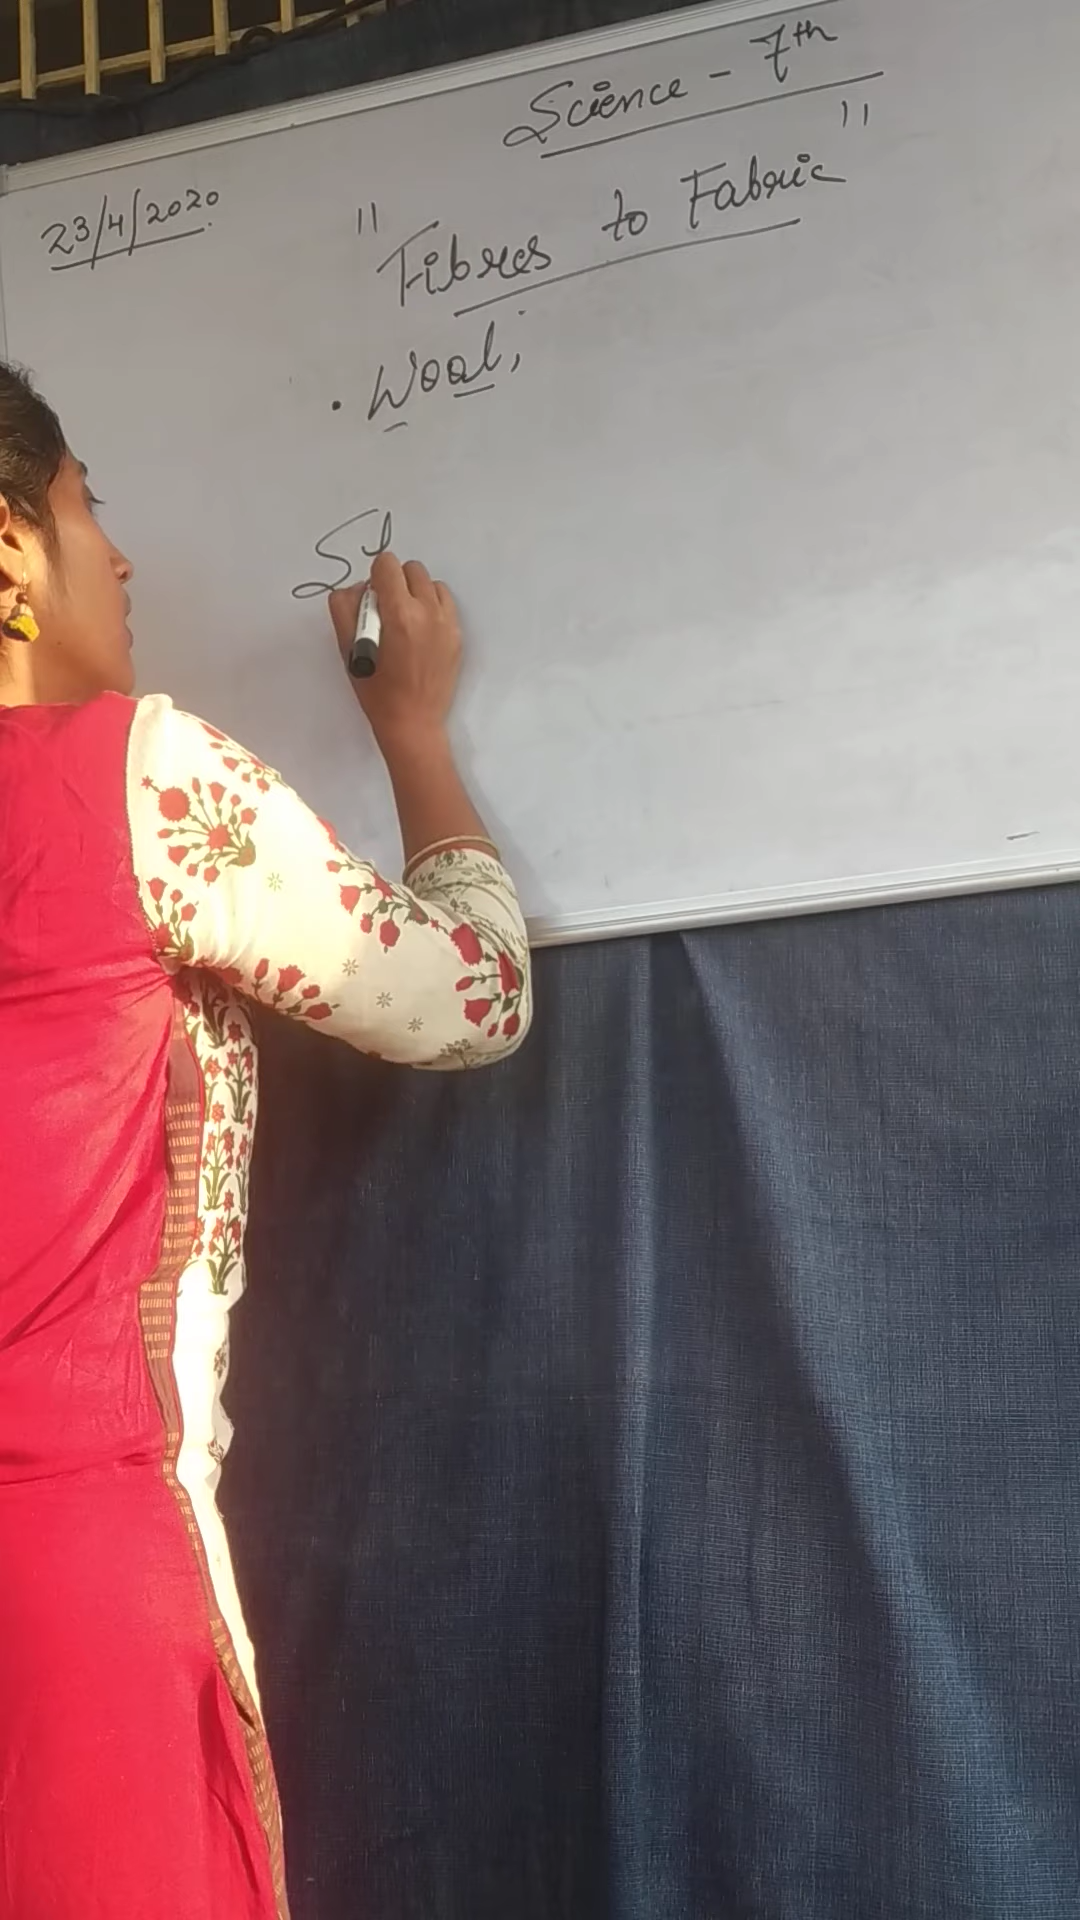 Science - 7th
23/4/2020
" Fibres to Fabric "
• Wool,